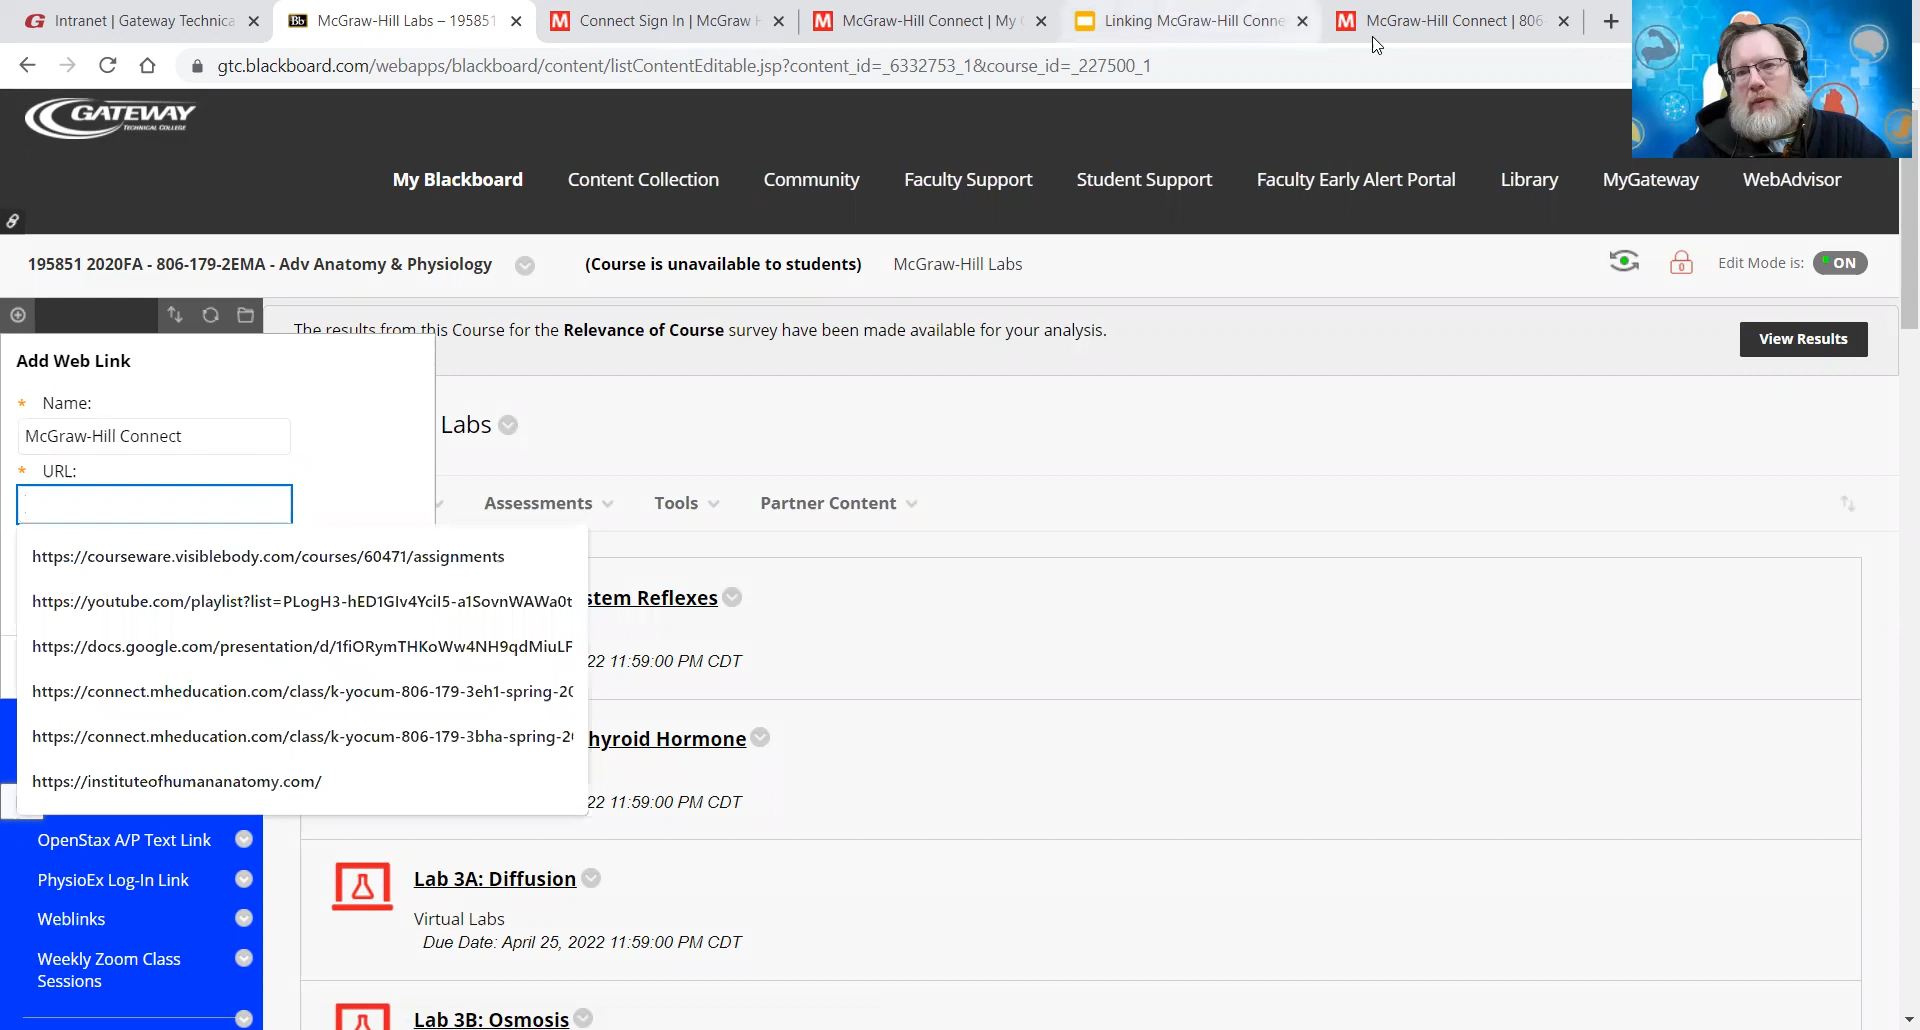 Intranet | Gateway Technica
McGraw-Hill Labs – 195851
Connect Sign In | McGraw H
McGraw-Hill Connect | My
Linking McGraw-Hill Conne
McGraw-Hill Connect | 806-
gtc.blackboard.com/webapps/blackboard/content/listContentEditable.jsp?content_id=_6332753_1&course_id=_227500_1
GATEWAY
TECHNICAL COLLEGE
My Blackboard
Content Collection
Community
Faculty Support
Student Support
Faculty Early Alert Portal
Library
MyGateway
WebAdvisor
195851 2020FA - 806-179-2EMA - Adv Anatomy & Physiology
(Course is unavailable to students)
McGraw-Hill Labs
Edit Mode is:
ON
The results from this Course for the Relevance of Course survey have been made available for your analysis.
View Results
Add Web Link
* Name:
McGraw-Hill Connect
* URL:
Labs
Assessments
Tools
Partner Content
https://courseware.visiblebody.com/courses/60471/assignments
https://youtube.com/playlist?list=PLogH3-hED1GIv4YciI5-a1SovnWAWa0t
https://docs.google.com/presentation/d/1fiORymTHKoWw4NH9qdMiuLF
https://connect.mheducation.com/class/k-yocum-806-179-3eh1-spring-20
https://connect.mheducation.com/class/k-yocum-806-179-3bha-spring-2
https://instituteofhumananatomy.com/
stem Reflexes
22 11:59:00 PM CDT
hyroid Hormone
22 11:59:00 PM CDT
OpenStax A/P Text Link
PhysioEx Log-In Link
Weblinks
Weekly Zoom Class
Sessions
Lab 3A: Diffusion
Virtual Labs
Due Date: April 25, 2022 11:59:00 PM CDT
Lab 3B: Osmosis